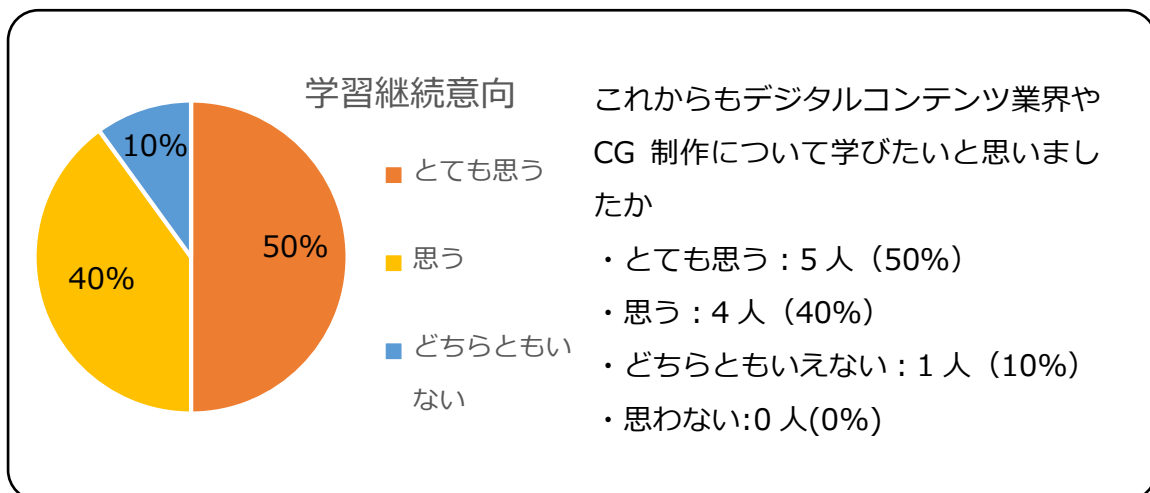 学習継続意向
10%
50%
40%
とても思う
思う
どちらともい
ない
これからもデジタルコンテンツ業界や
CG 制作について学びたいと思いまし
たか
・とても思う：5 人（50%）
・思う：4 人（40%）
・どちらともいえない：1 人（10%）
・思わない:0 人(0%)